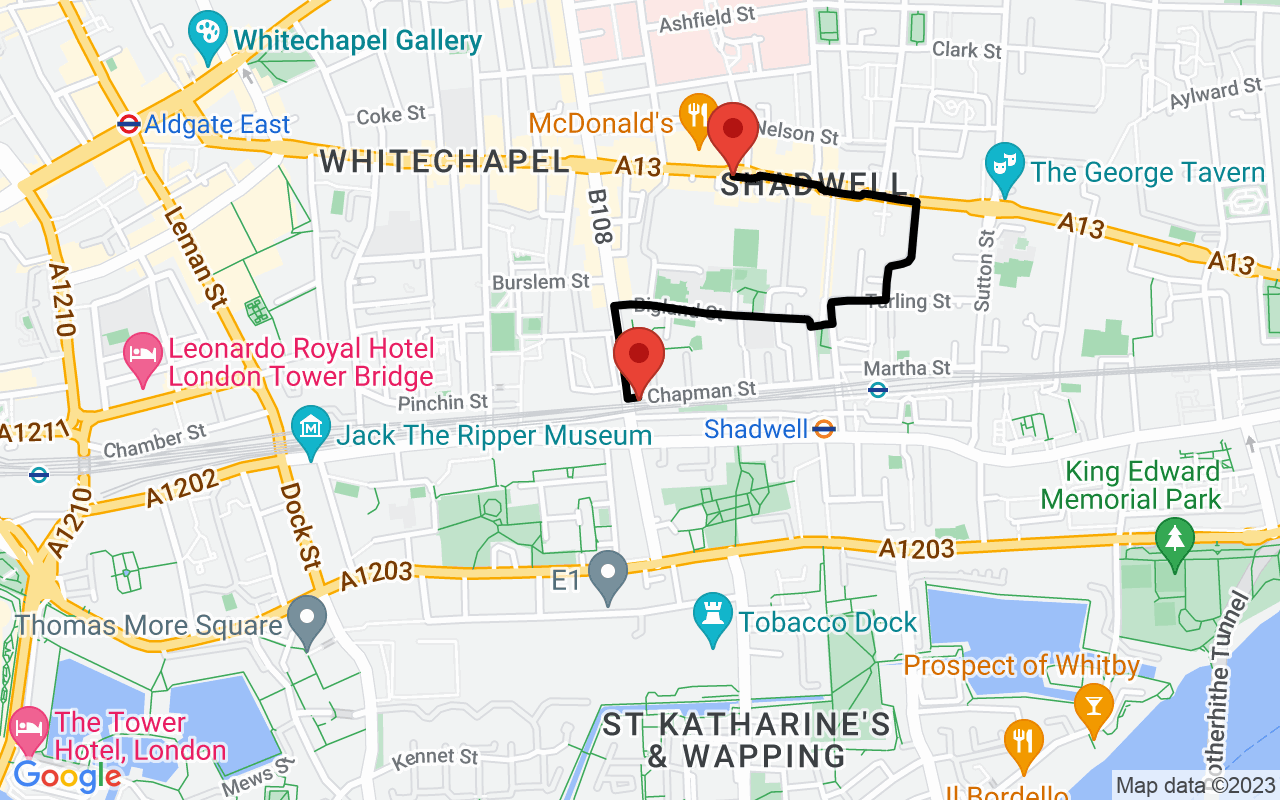 Ashfield St
Whitechapel Gallery
Clark St
Aylward St
Coke St
Aldgate East
McDonald's
Nelson St
WHITECHAPEL
A13
SHADWELL
The George Tavern
B108
A13
A13
Leman St
A1210
Burslem St
Sutton St
Bigland St
Turling St
Leonardo Royal Hotel
London Tower Bridge
Martha St
Chapman St
Pinchin St
A1211
Chamber St
Jack The Ripper Museum
Shadwell
King Edward
Memorial Park
A1202
A1210
Dock St
A1203
A1203
E1
Thomas More Square
Tobacco Dock
Prospect of Whitby
otherhithe Tunnel
The Tower
Hotel, London
ST KATHARINE'S
& WAPPING
Kennet St
Mews St
Google
Il Bordello
Map data ©2023